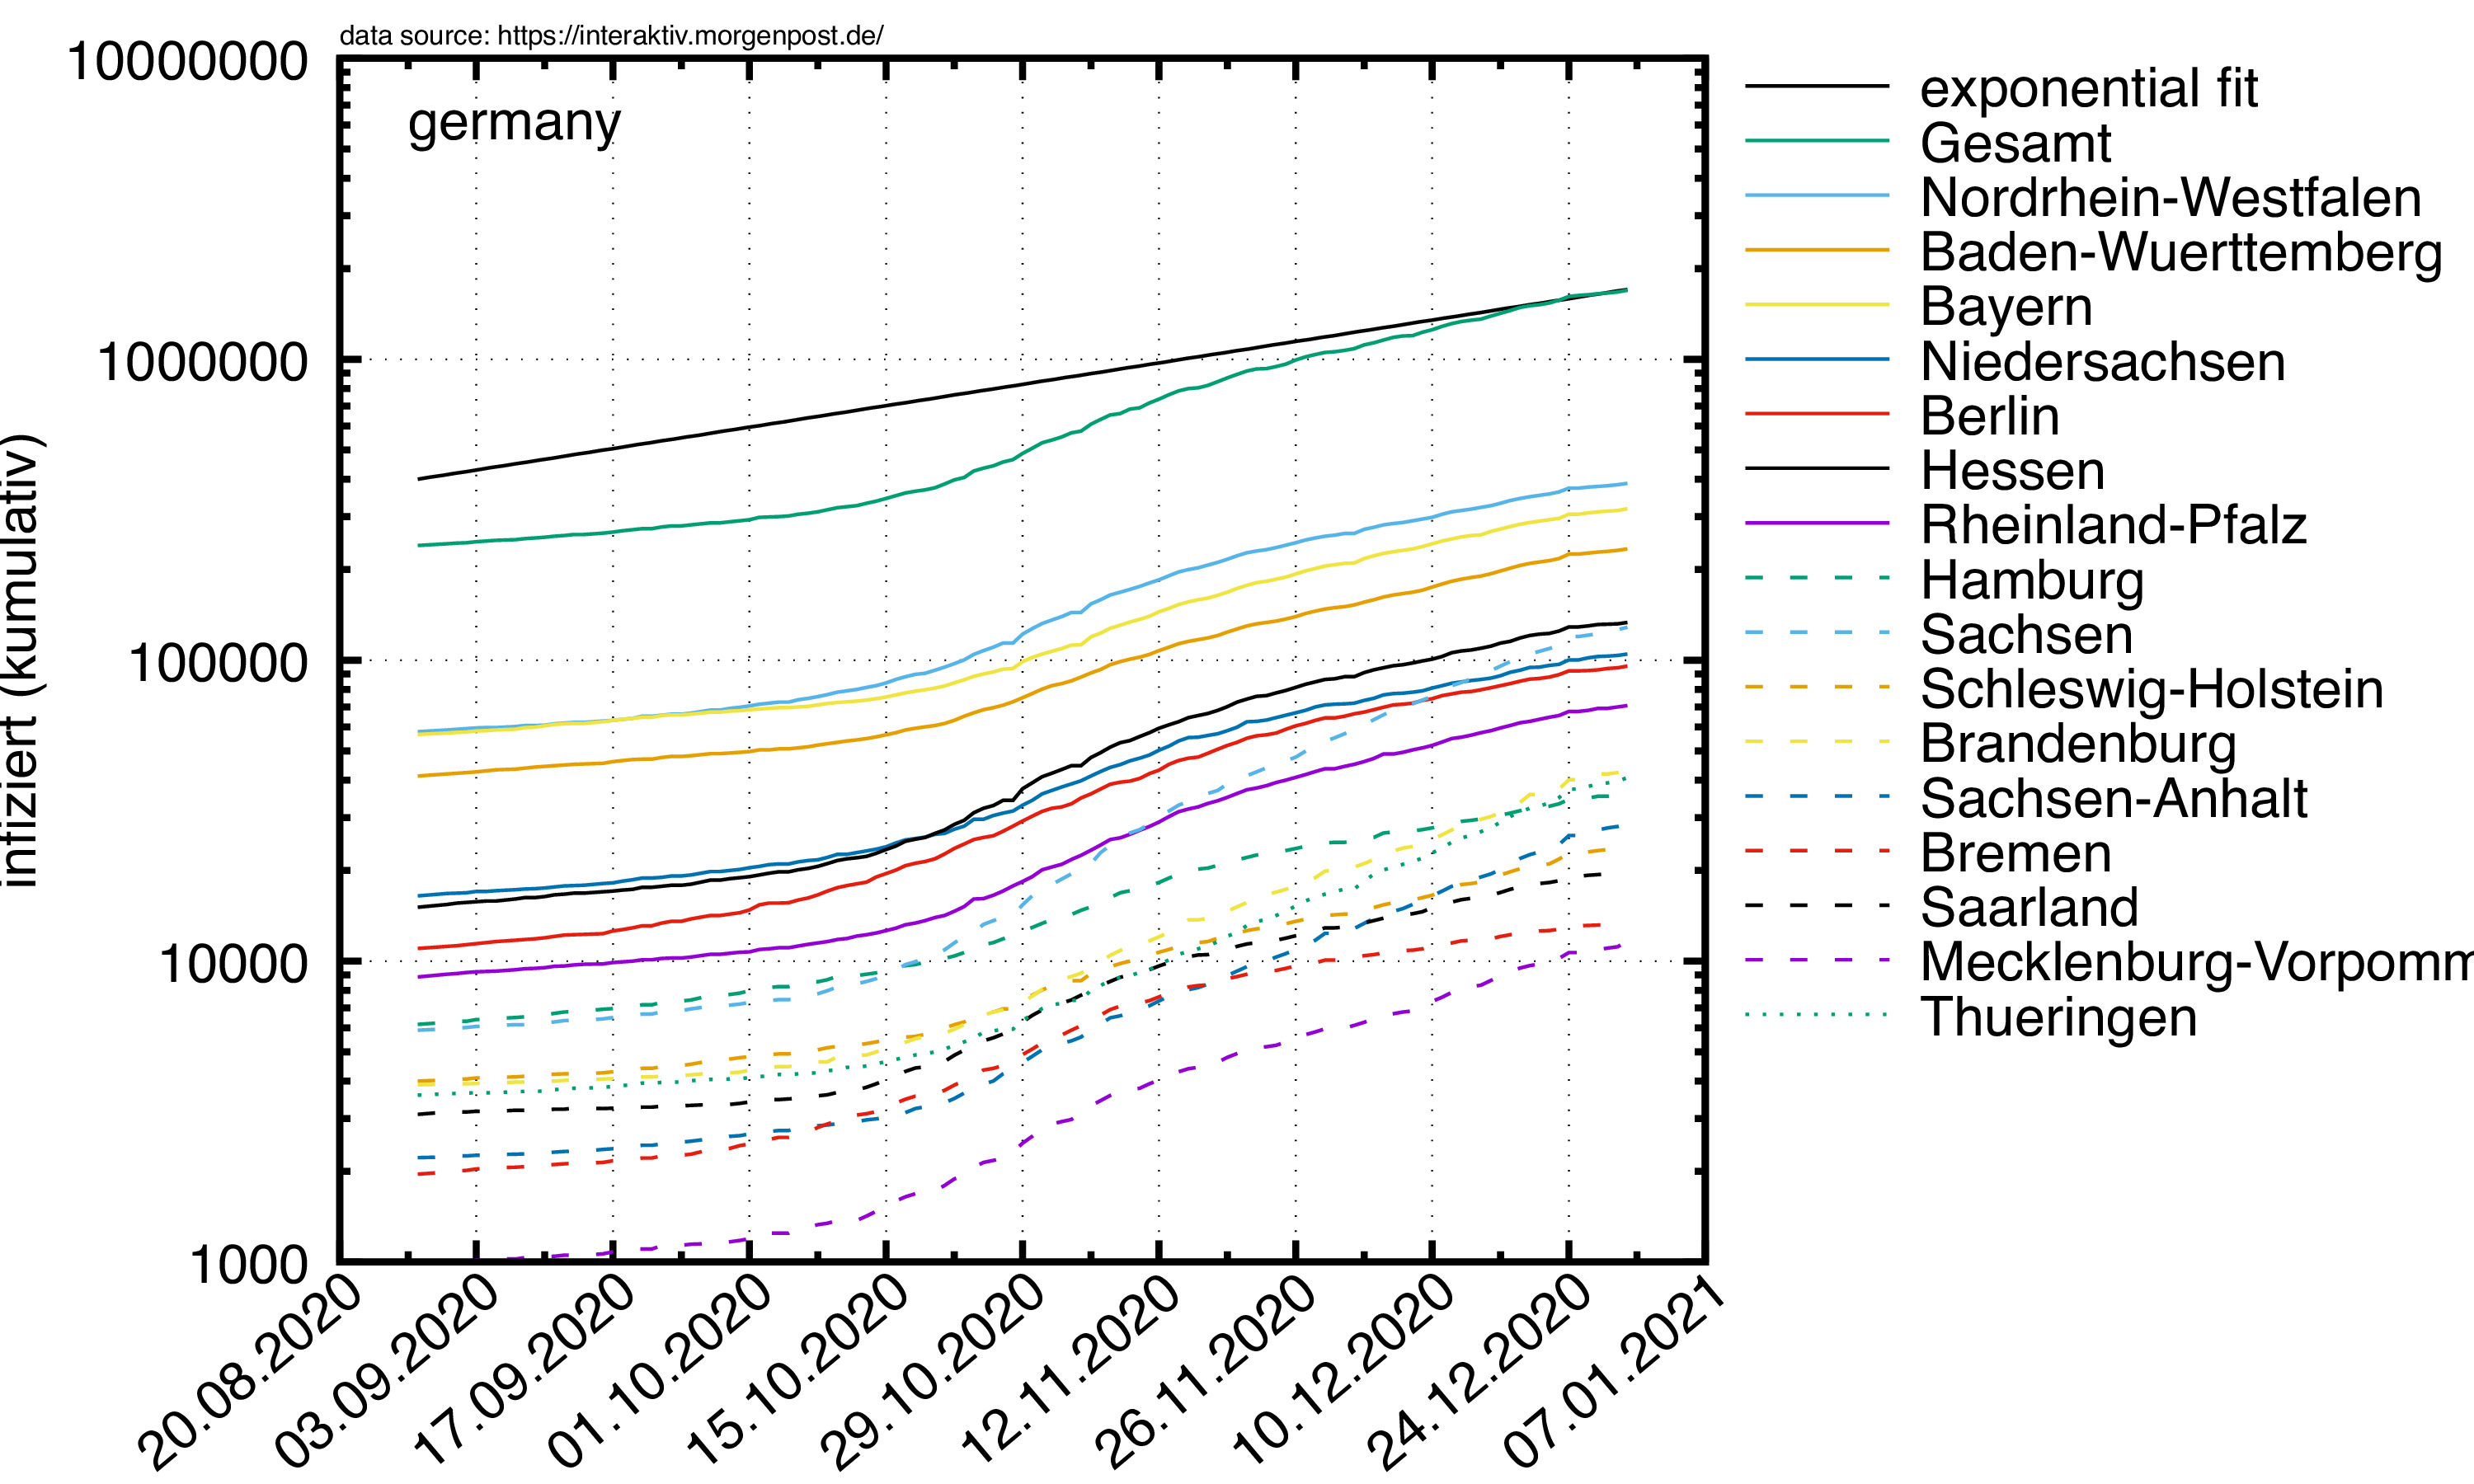 data source: https://interaktiv.morgenpost.de/
germany
infiziert (kumulativ)
10000000
1000000
100000
10000
1000
20.08.2020
03.09.2020
17.09.2020
01.10.2020
15.10.2020
29.10.2020
12.11.2020
26.11.2020
10.12.2020
24.12.2020
07.01.2021
exponential fit
Gesamt
Nordrhein-Westfalen
Baden-Wuerttemberg
Bayern
Niedersachsen
Berlin
Hessen
Rheinland-Pfalz
Hamburg
Sachsen
Schleswig-Holstein
Brandenburg
Sachsen-Anhalt
Bremen
Saarland
Mecklenburg-Vorpomm
Thueringen